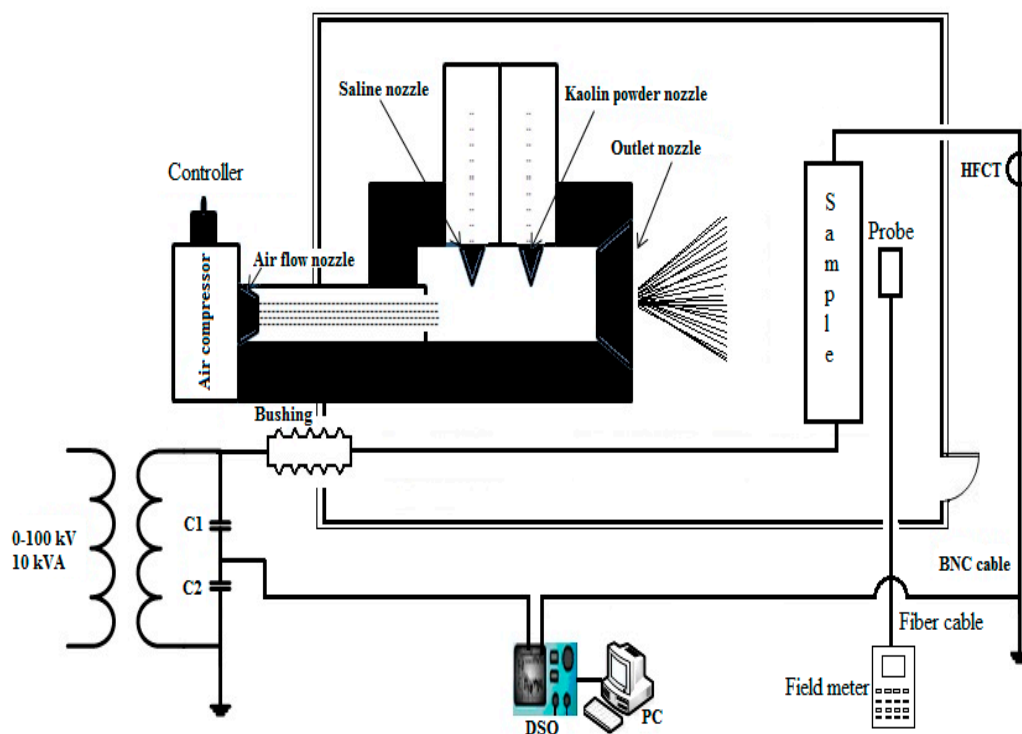 Saline nozzle
Kaolin powder nozzle
Outlet nozzle
Controller
HFCT
Air flow nozzle
Air compressor
Sample
Probe
Bushing
C1
0-100 kV
10 kVA
C2
BNC cable
Fiber cable
Field meter
DSO
PC